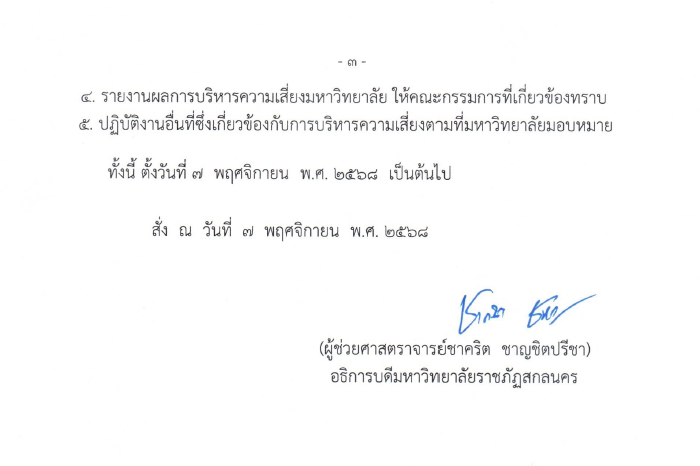 - ๓ -
๔. รายงานผลการบริหารความเสี่ยงมหาวิทยาลัย ให้คณะกรรมการที่เกี่ยวข้องทราบ
๕. ปฏิบัติงานอื่นที่ซึ่งเกี่ยวข้องกับการบริหารความเสี่ยงตามที่มหาวิทยาลัยมอบหมาย
ทั้งนี้ ตั้งวันที่ ๗ พฤศจิกายน พ.ศ. ๒๕๖๘ เป็นต้นไป
สั่ง ณ วันที่ ๗ พฤศจิกายน พ.ศ. ๒๕๖๘
(ผู้ช่วยศาสตราจารย์ชาคริต ชาญชิตปรีชา)
อธิการบดีมหาวิทยาลัยราชภัฏสกลนคร